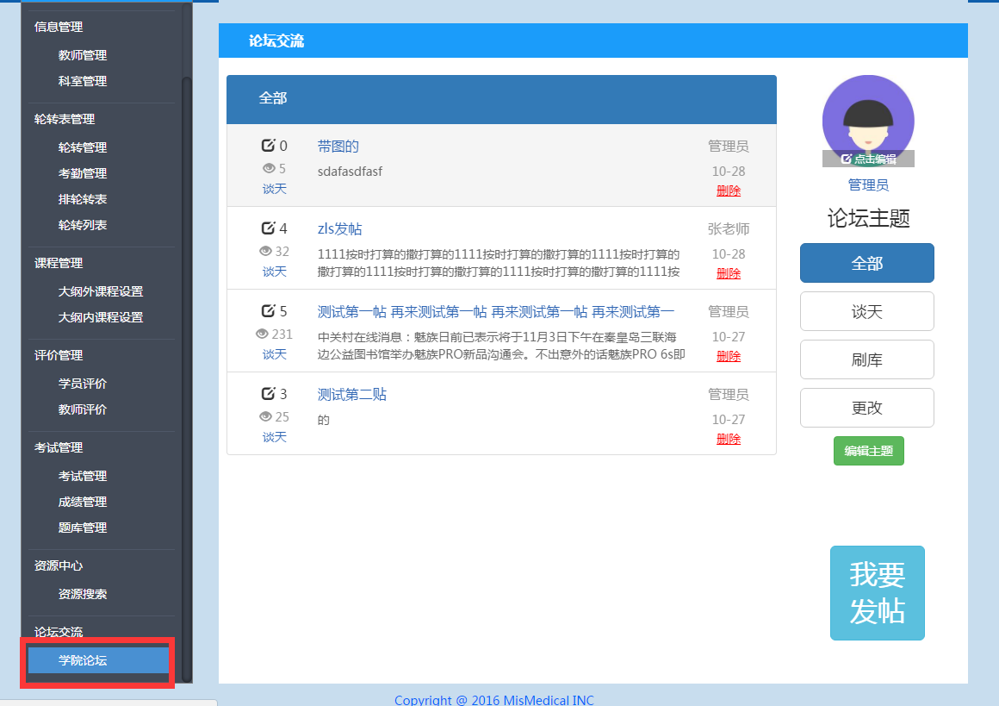 信息管理
教师管理
科室管理
轮转表管理
轮转管理
考勤管理
排轮转表
轮转列表
课程管理
大纲外课程设置
大纲内课程设置
评价管理
学员评价
教师评价
考试管理
考试管理
成绩管理
题库管理
资源中心
资源搜索
论坛交流
学院论坛
论坛交流
全部
0 带图的 管理员
5 sdafasdfasf 10-28
谈天 删除
4 zls发帖 张老师
32 1111按时打算的撒打算的1111按时打算的撒打算的1111按时打算的 10-28
谈天 撒打算的1111按时打算的撒打算的1111按时打算的撒打算的1111按 删除
5 测试第一帖 再来测试第一帖 再来测试第一帖 再来测试第一 管理员
231 中关村在线消息：魅族日前已表示将于11月3日下午在秦皇岛三联海 10-27
谈天 边公益图书馆举办魅族PRO新品沟通会。不出意外的话魅族PRO 6s即 删除
3 测试第二贴 管理员
25 的 10-27
谈天 删除
点击编辑
管理员
论坛主题
全部
谈天
刷库
更改
编辑主题
我要
发帖
Copyright @ 2016 MisMedical INC